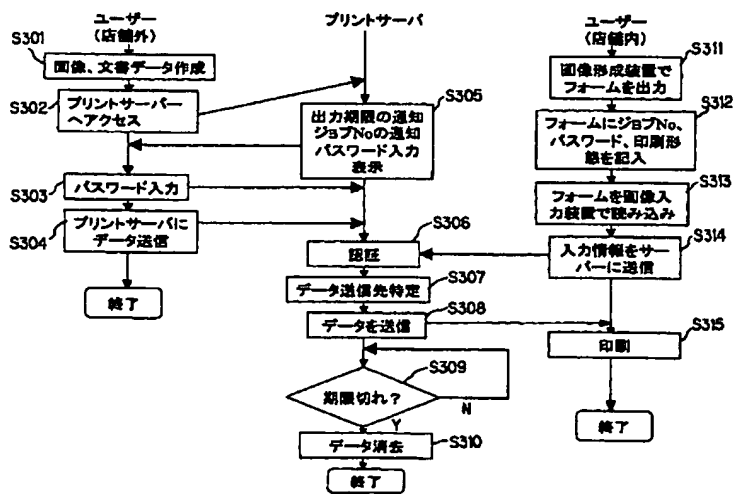 ユーザー
(店舗外)
S301
画像、文書データ作成
S302
プリントサーバー
へアクセス
S303
パスワード入力
S304
プリントサーバに
データ送信
終了
プリントサーバ
S305
出力期限の通知
ジョブNoの通知
パスワード入力
表示
S306
認証
S307
データ送信先特定
S308
データを送信
S309
期限切れ?
N
Y
S310
データ消去
終了
ユーザー
(店舗内)
S311
画像形成装置で
フォームを出力
S312
フォームにジョブNo、
パスワード、印刷形
態を記入
S313
フォームを画像入
力装置で読み込み
S314
入力情報をサー
バーに送信
S315
印刷
終了